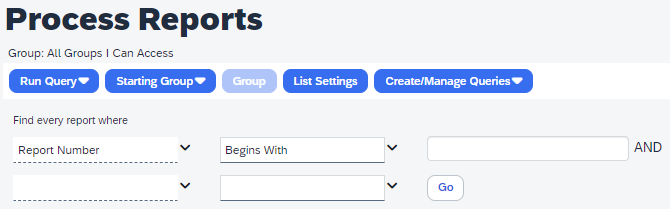 Process Reports
Group: All Groups I Can Access
Run Query Starting Group Group List Settings Create/Manage Queries
Find every report where
Report Number Begins With AND
Go